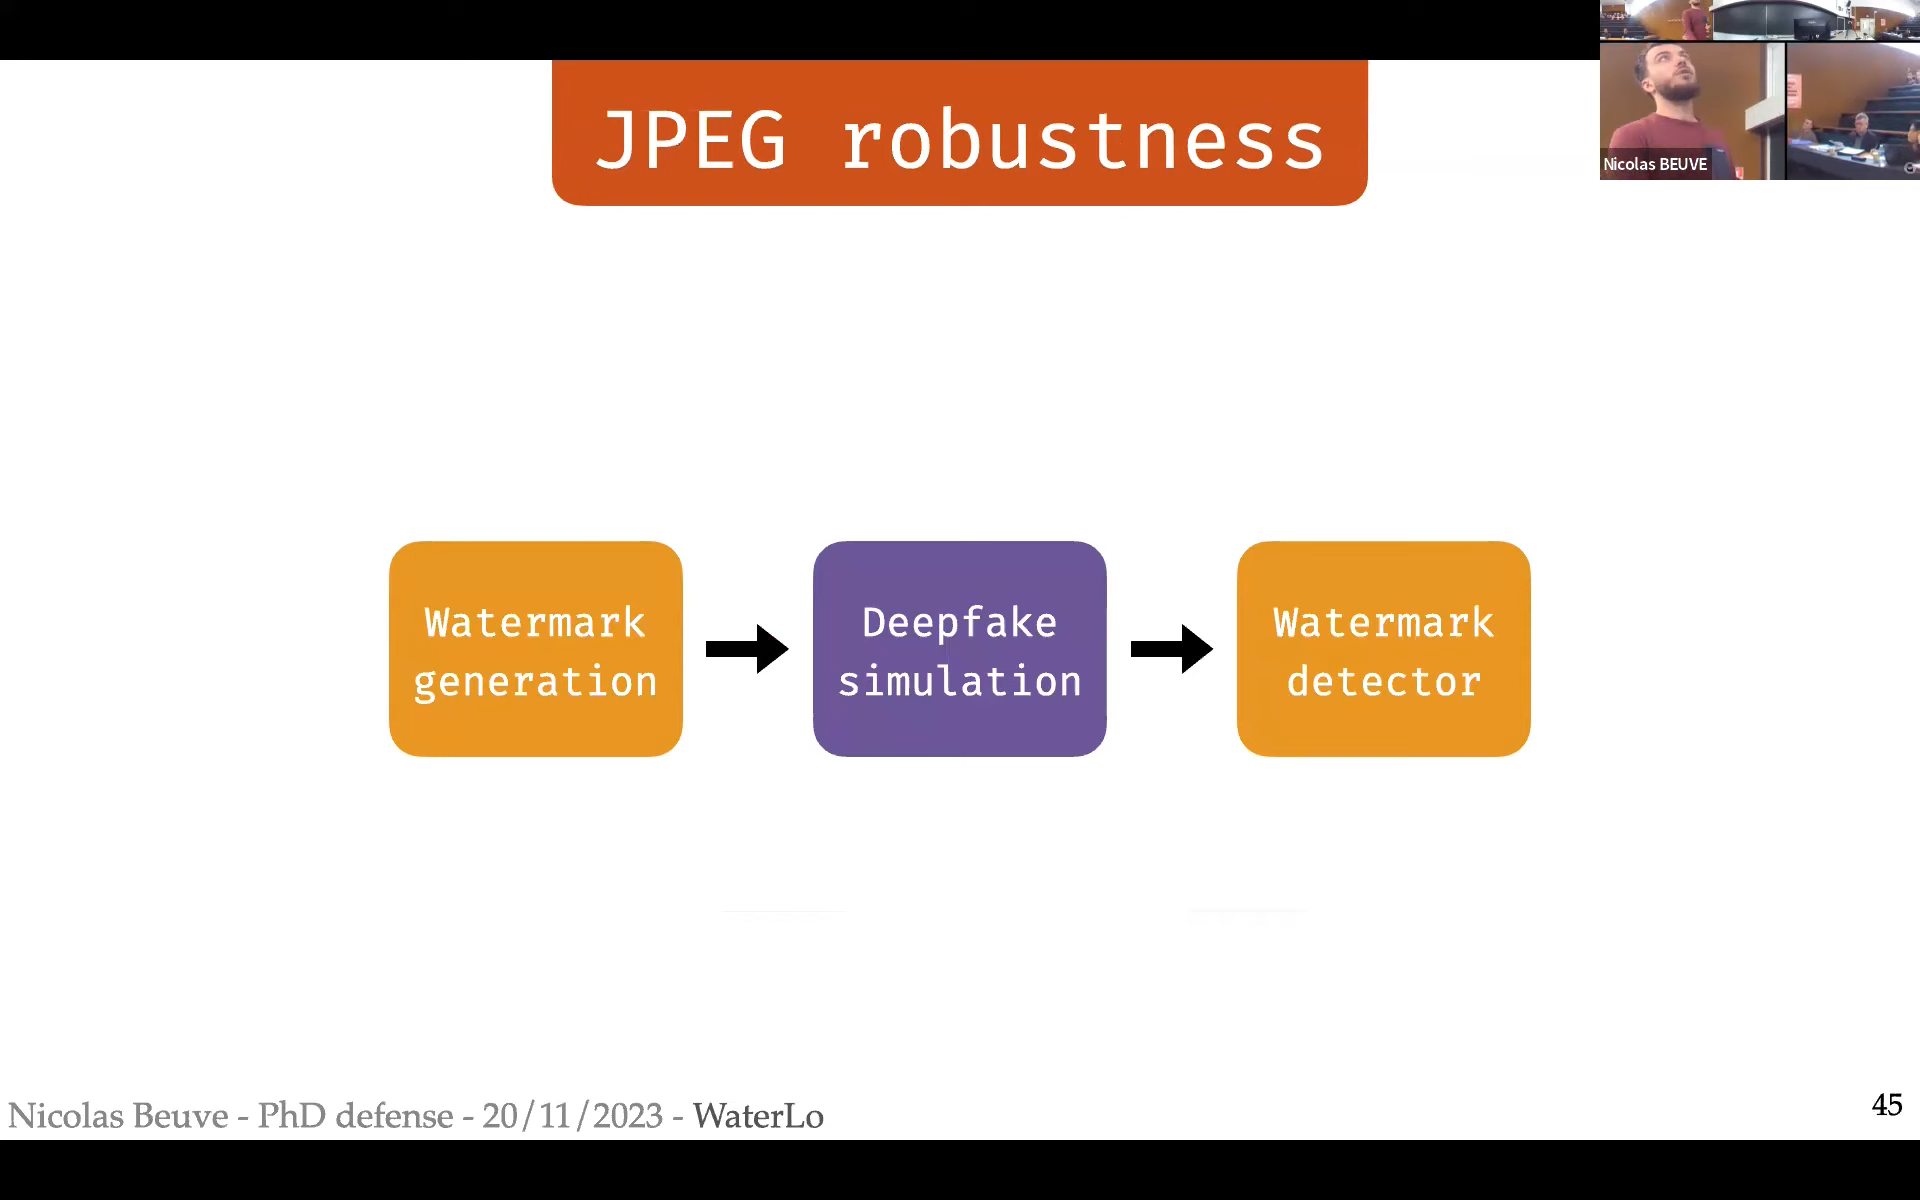 JPEG robustness
Nicolas BEUVE
Watermark
generation
Deepfake
simulation
Watermark
detector
Nicolas Beuve - PhD defense - 20/11/2023 - WaterLo
45